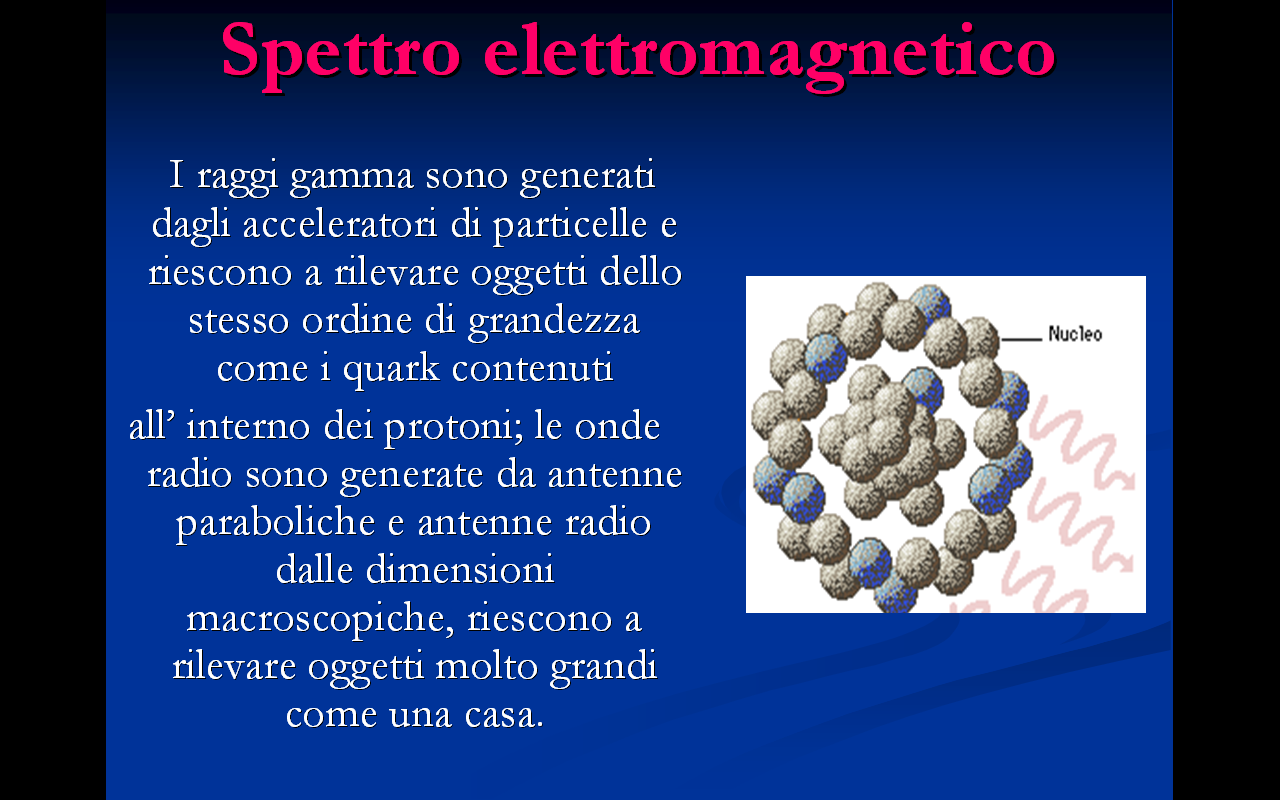 Spettro elettromagnetico
I raggi gamma sono generati
dagli acceleratori di particelle e
riescono a rilevare oggetti dello
stesso ordine di grandezza
come i quark contenuti
all’ interno dei protoni; le onde
radio sono generate da antenne
paraboliche e antenne radio
dalle dimensioni
macroscopiche, riescono a
rilevare oggetti molto grandi
come una casa.
Nucleo